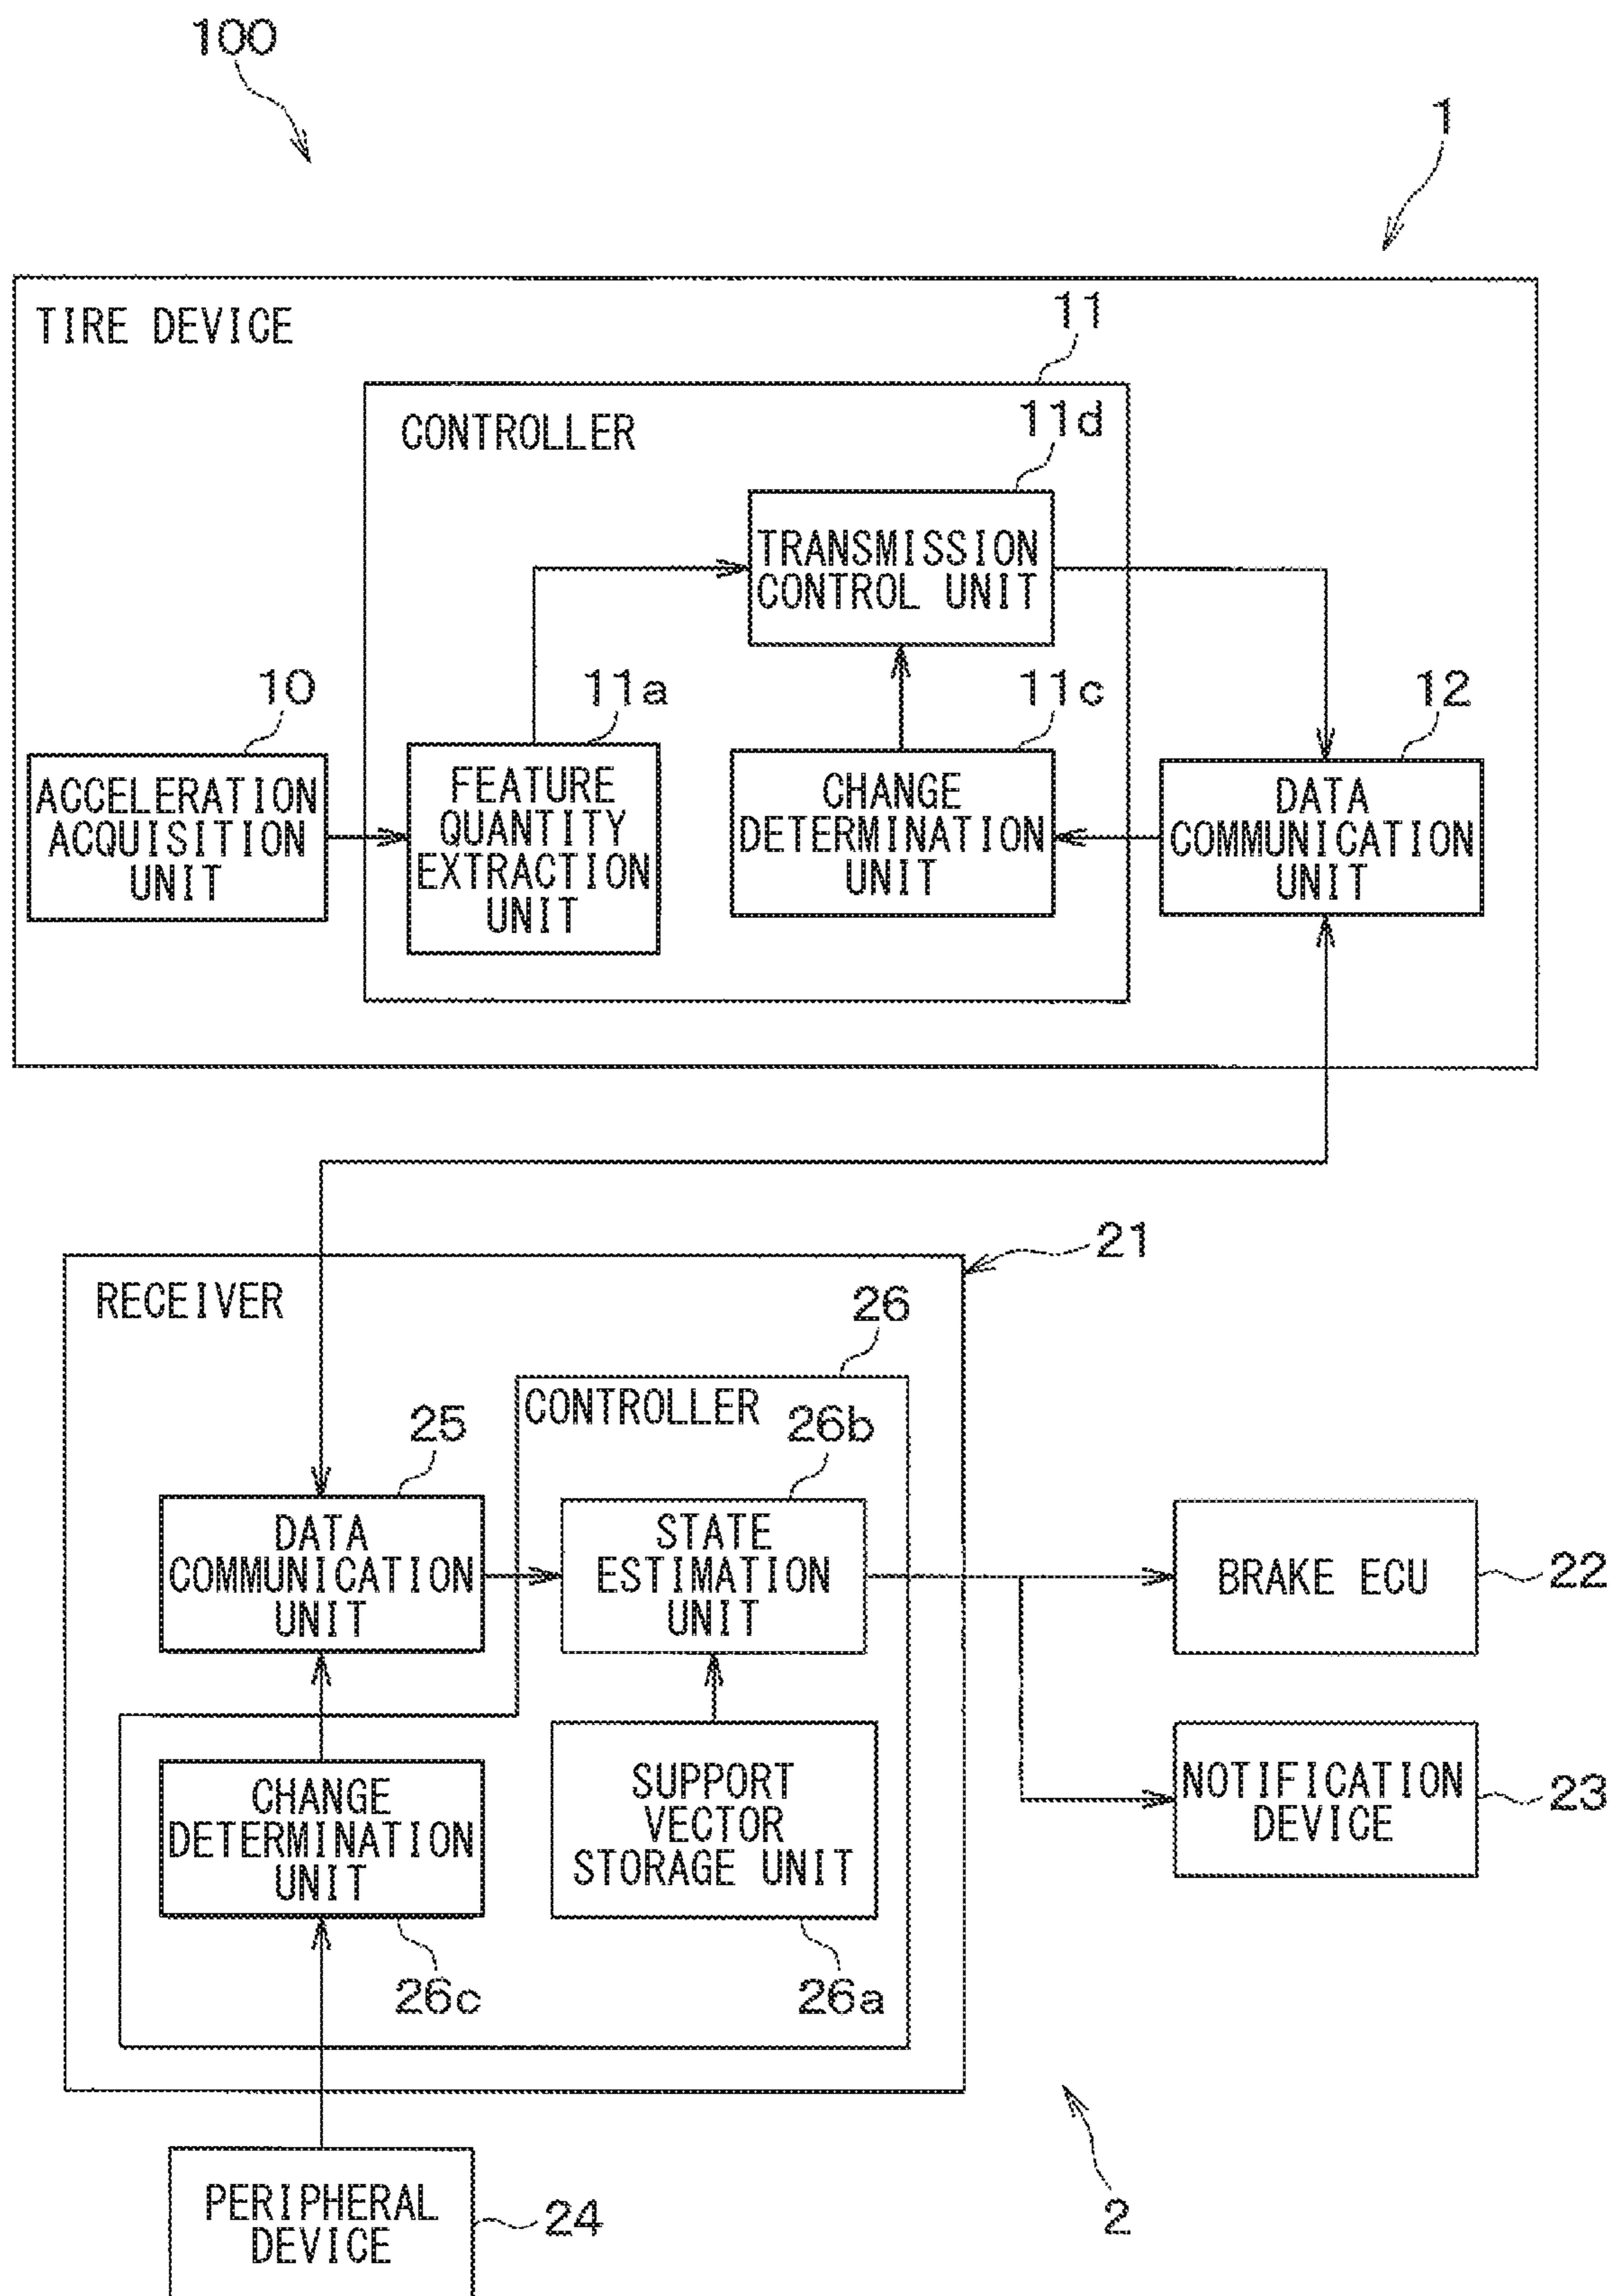 100
1
TIRE DEVICE
11
CONTROLLER
11d
TRANSMISSION
CONTROL UNIT
10
11a
11c
12
ACCELERATION
ACQUISITION
UNIT
FEATURE
QUANTITY
EXTRACTION
UNIT
CHANGE
DETERMINATION
UNIT
DATA
COMMUNICATION
UNIT
21
RECEIVER
26
CONTROLLER
25
26b
DATA
COMMUNICATION
UNIT
STATE
ESTIMATION
UNIT
BRAKE ECU
22
CHANGE
DETERMINATION
UNIT
SUPPORT
VECTOR
STORAGE UNIT
NOTIFICATION
DEVICE
23
26c
26a
PERIPHERAL
DEVICE
24
2